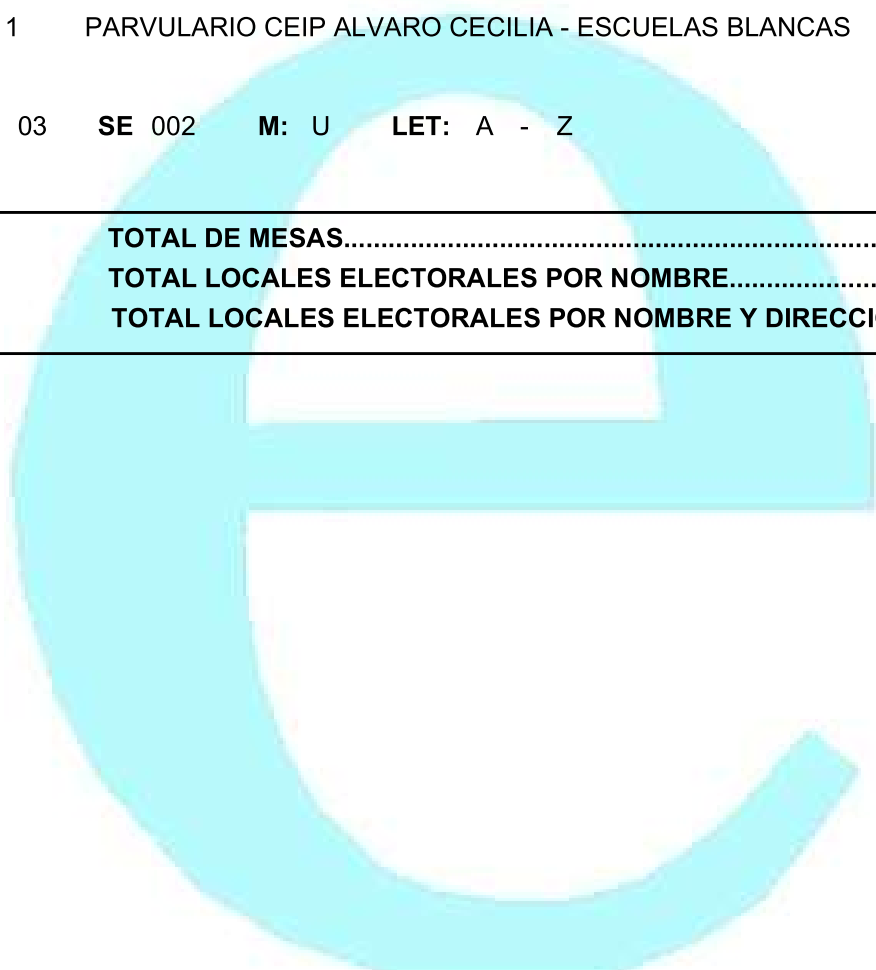 1 PARVULARIO CEIP ALVARO CECILIA - ESCUELAS BLANCAS
03 SE 002 M: U LET: A - Z
TOTAL DE MESAS................................................................................
TOTAL LOCALES ELECTORALES POR NOMBRE....................
TOTAL LOCALES ELECTORALES POR NOMBRE Y